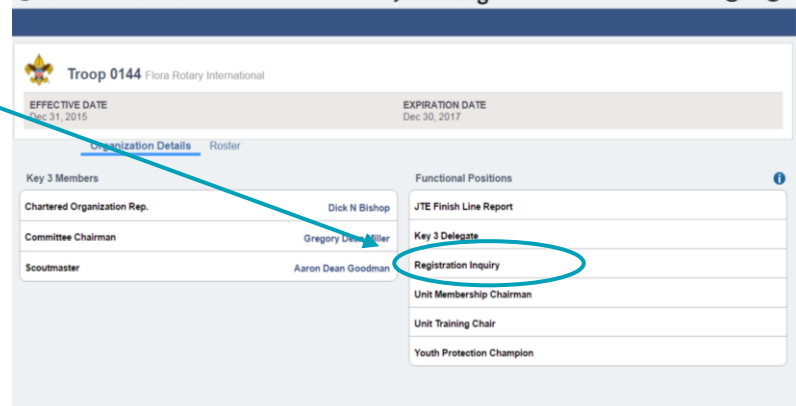 Troop 0144 Flora Rotary International
EFFECTIVE DATE
Dec 31, 2015
EXPIRATION DATE
Dec 30, 2017
Organization Details Roster
Key 3 Members
Chartered Organization Rep. Dick N Bishop
Committee Chairman Gregory Dean Miller
Scoutmaster Aaron Dean Goodman
Functional Positions
JTE Finish Line Report
Key 3 Delegate
Registration Inquiry
Unit Membership Chairman
Unit Training Chair
Youth Protection Champion